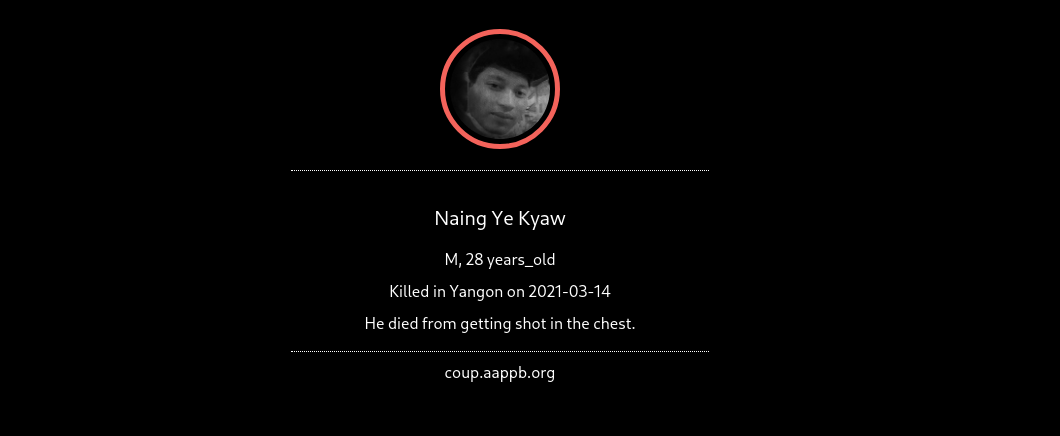 Naing Ye Kyaw
M, 28 years_old
Killed in Yangon on 2021-03-14
He died from getting shot in the chest.
coup.aappb.org